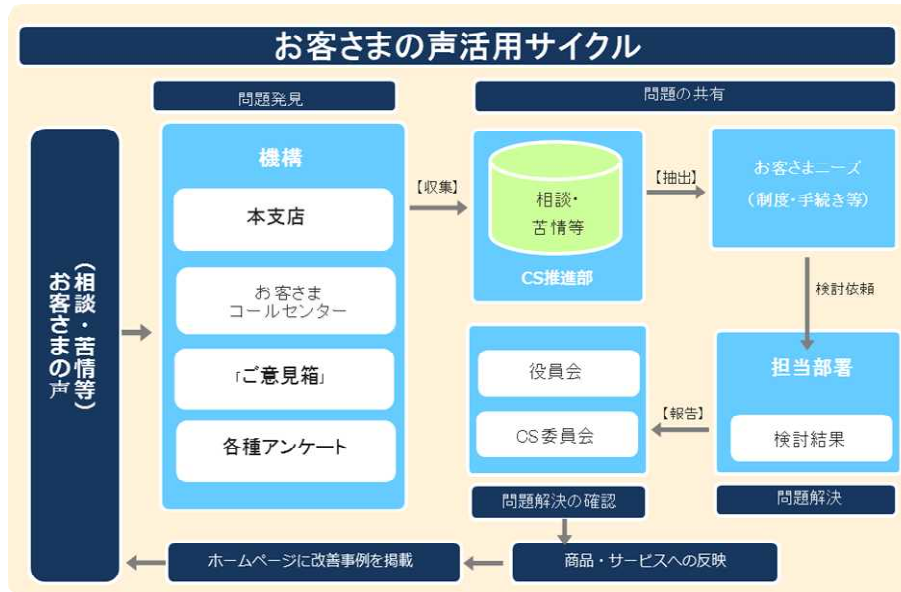 お客さまの声活用サイクル
問題発見
問題の共有
お客さまの声
（相談・苦情等）
機構
本支店
お客さま
コールセンター
「ご意見箱」
各種アンケート
【収集】
相談・
苦情等
CS推進部
【抽出】
お客さまニーズ
（制度・手続き等）
検討依頼
担当部署
検討結果
問題解決
【報告】
役員会
CS委員会
問題解決の確認
商品・サービスへの反映
ホームページに改善事例を掲載